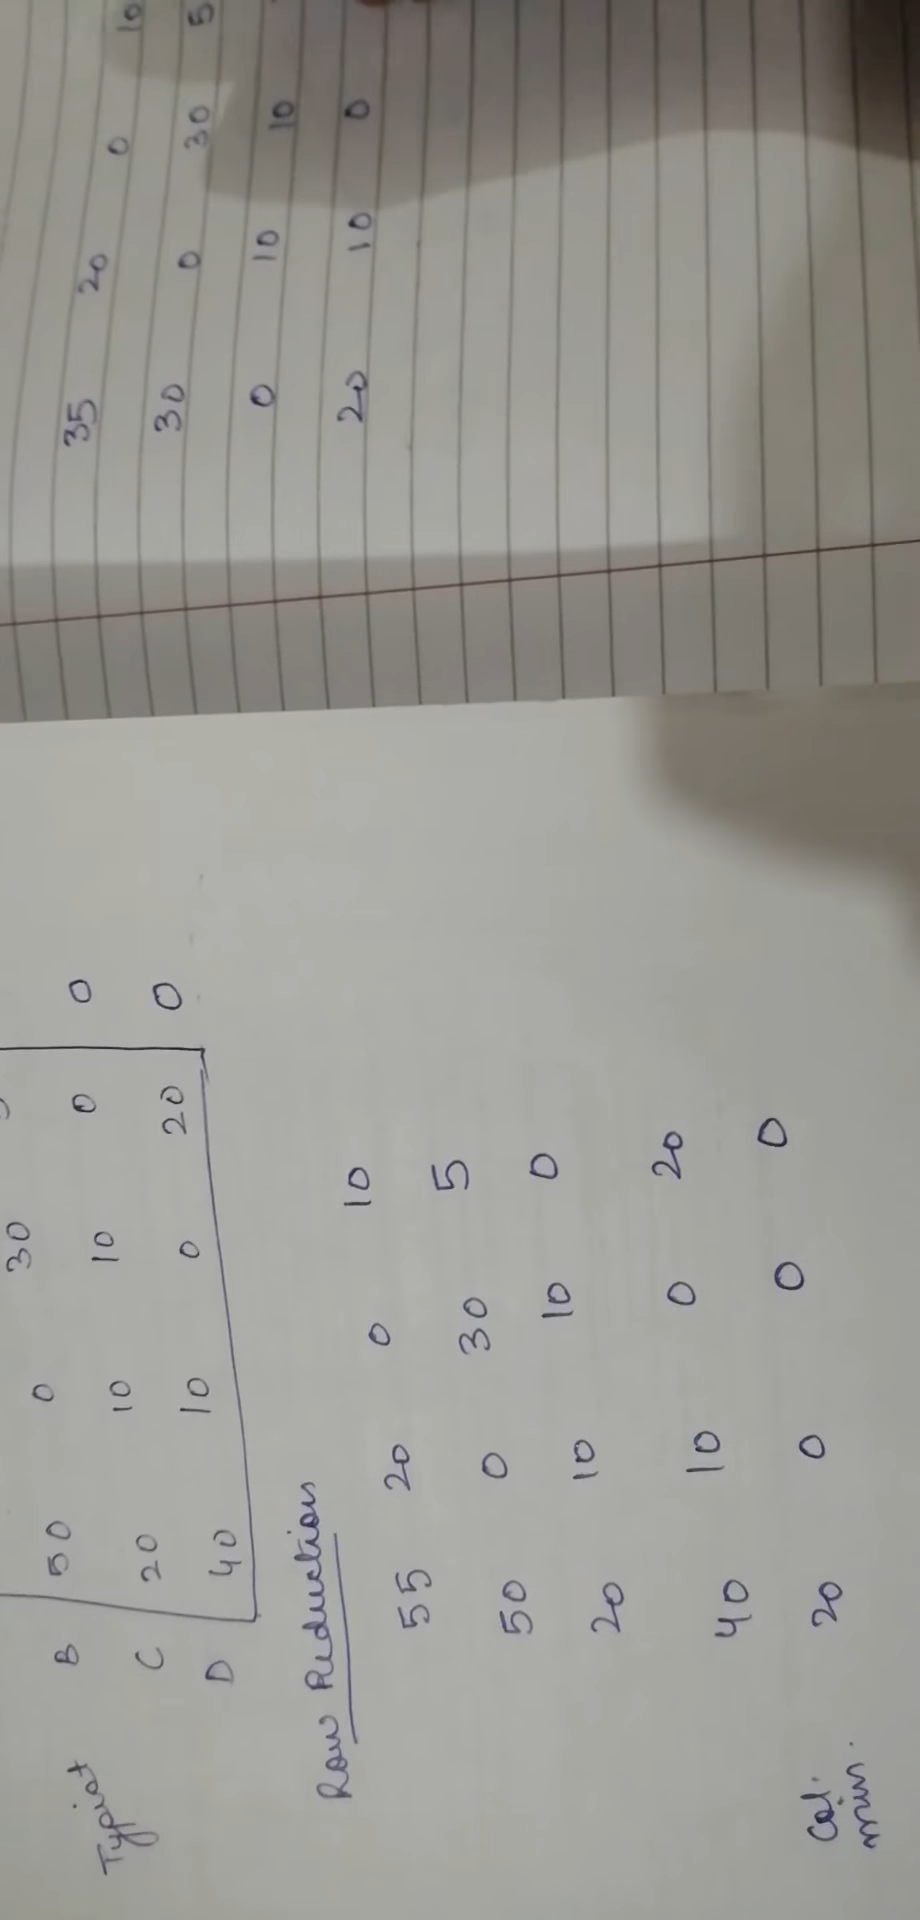 B 50 0 30
Typist
C 20 10 10 0 0
D 40 10 0 20 0
Row Reduction
55 20 0 10
50 0 30 5
20 10 10 0
40 10 0 20
Col. min. 20 0 0 0
35 20 0 10
30 0 30 5
0 10 10
20 10 0